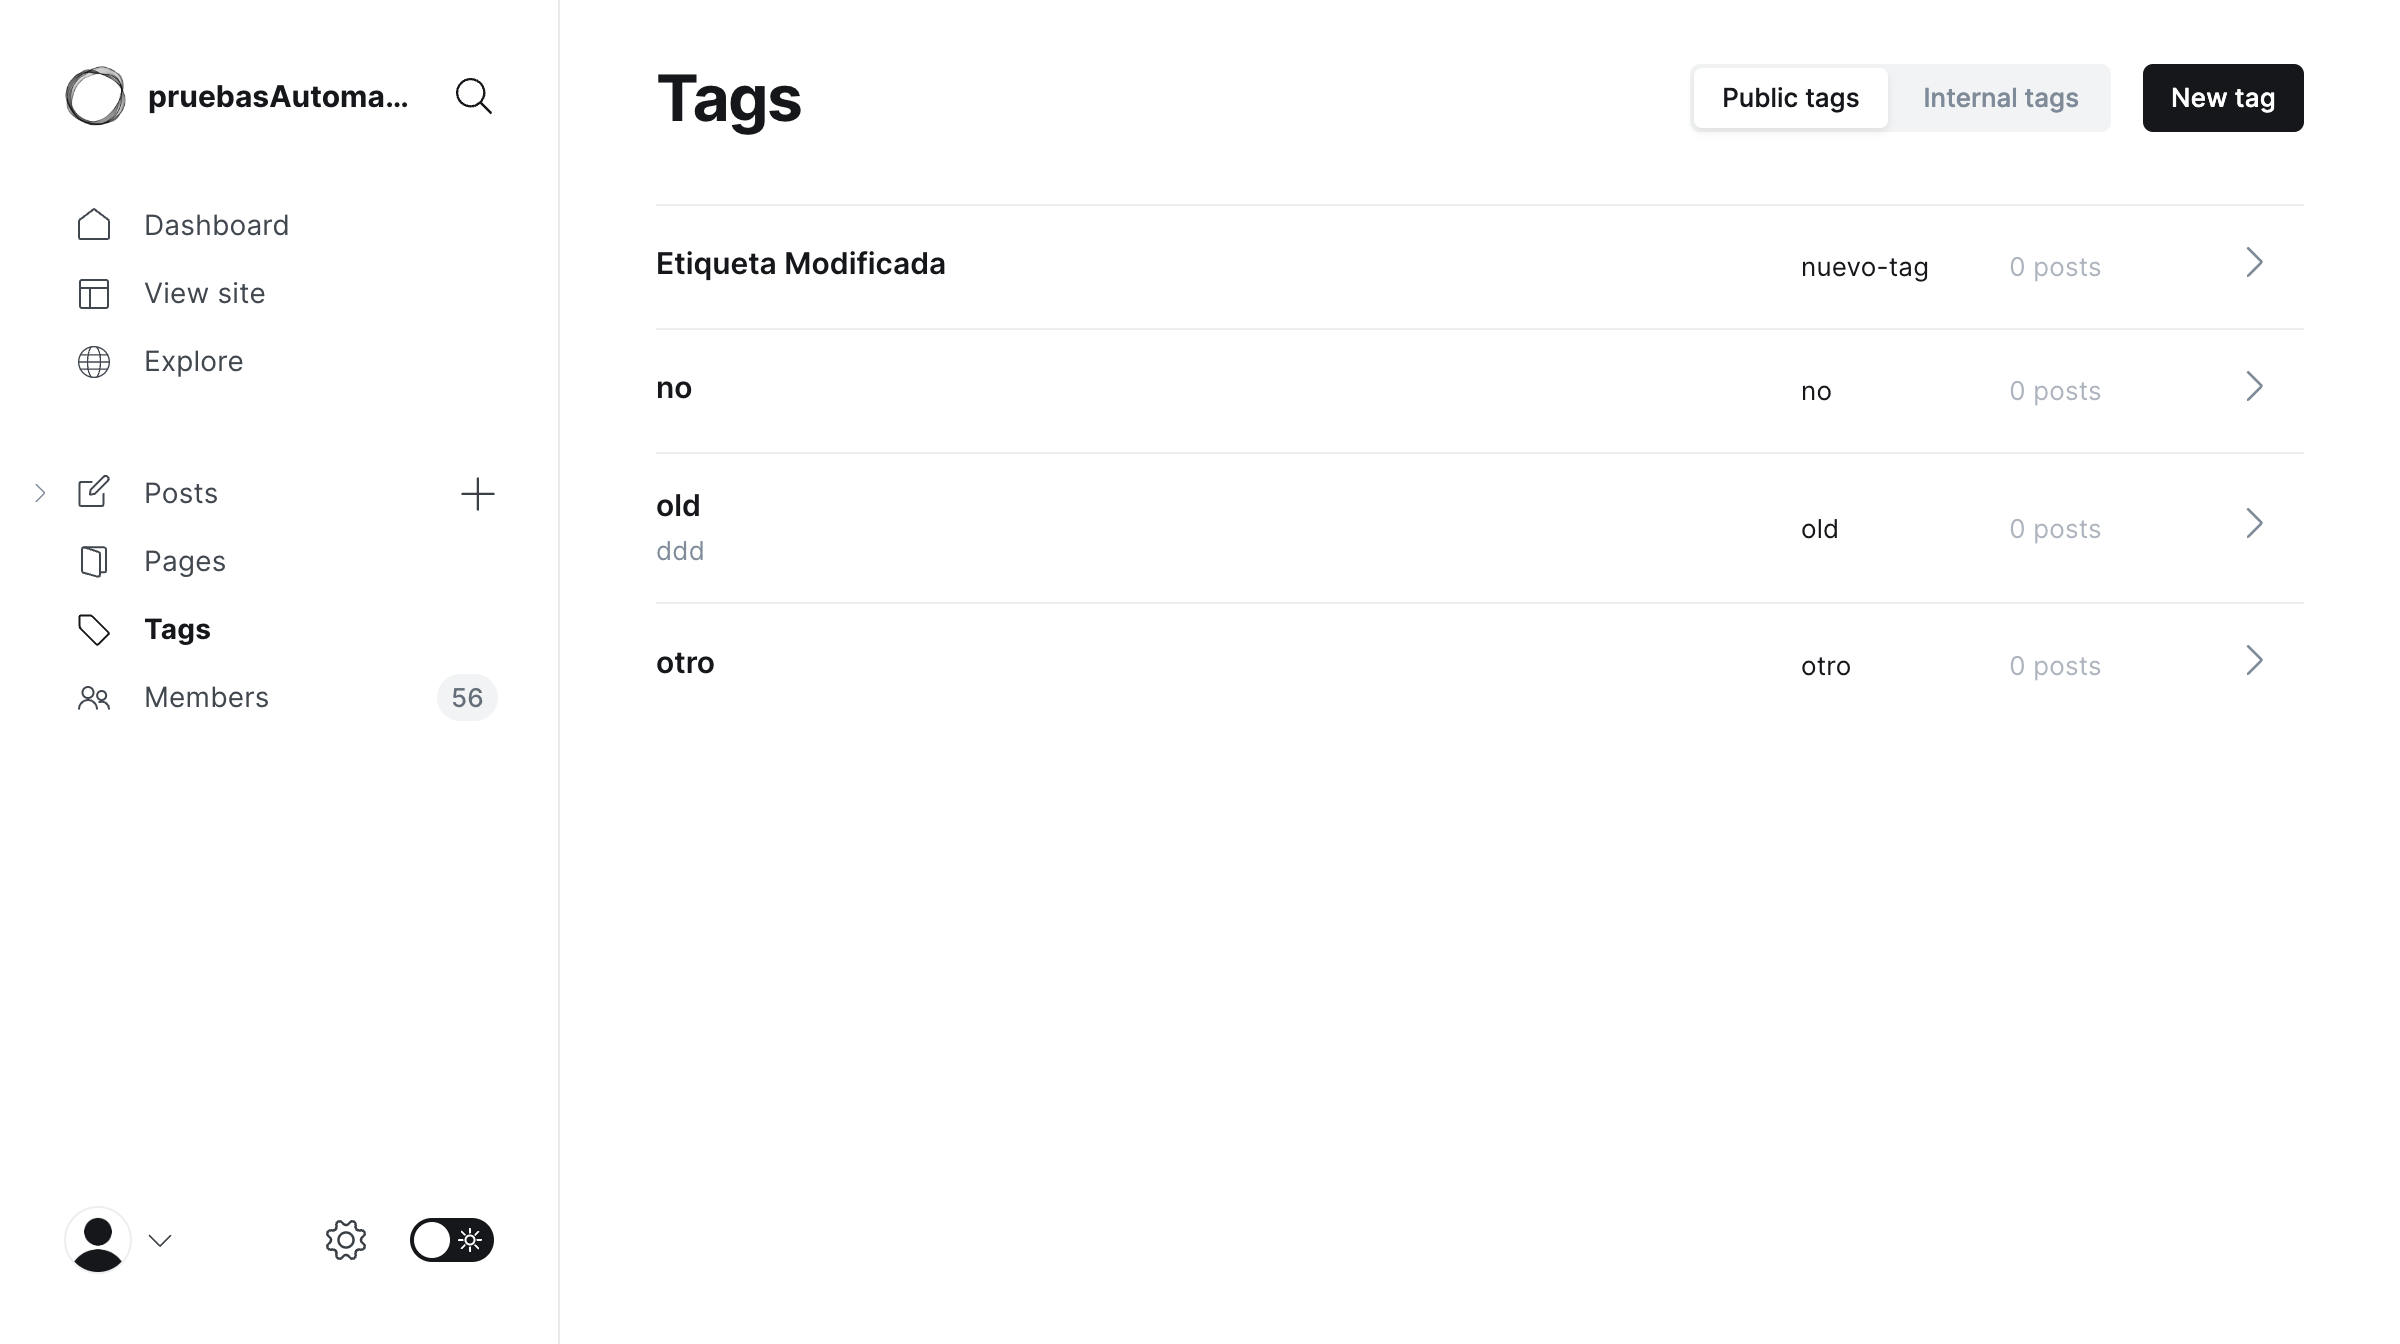 pruebasAutoma...
Dashboard
View site
Explore
Posts
Pages
Tags
Members 56
Tags
Public tags Internal tags New tag
Etiqueta Modificada nuevo-tag 0 posts
no no 0 posts
old
ddd
old 0 posts
otro otro 0 posts